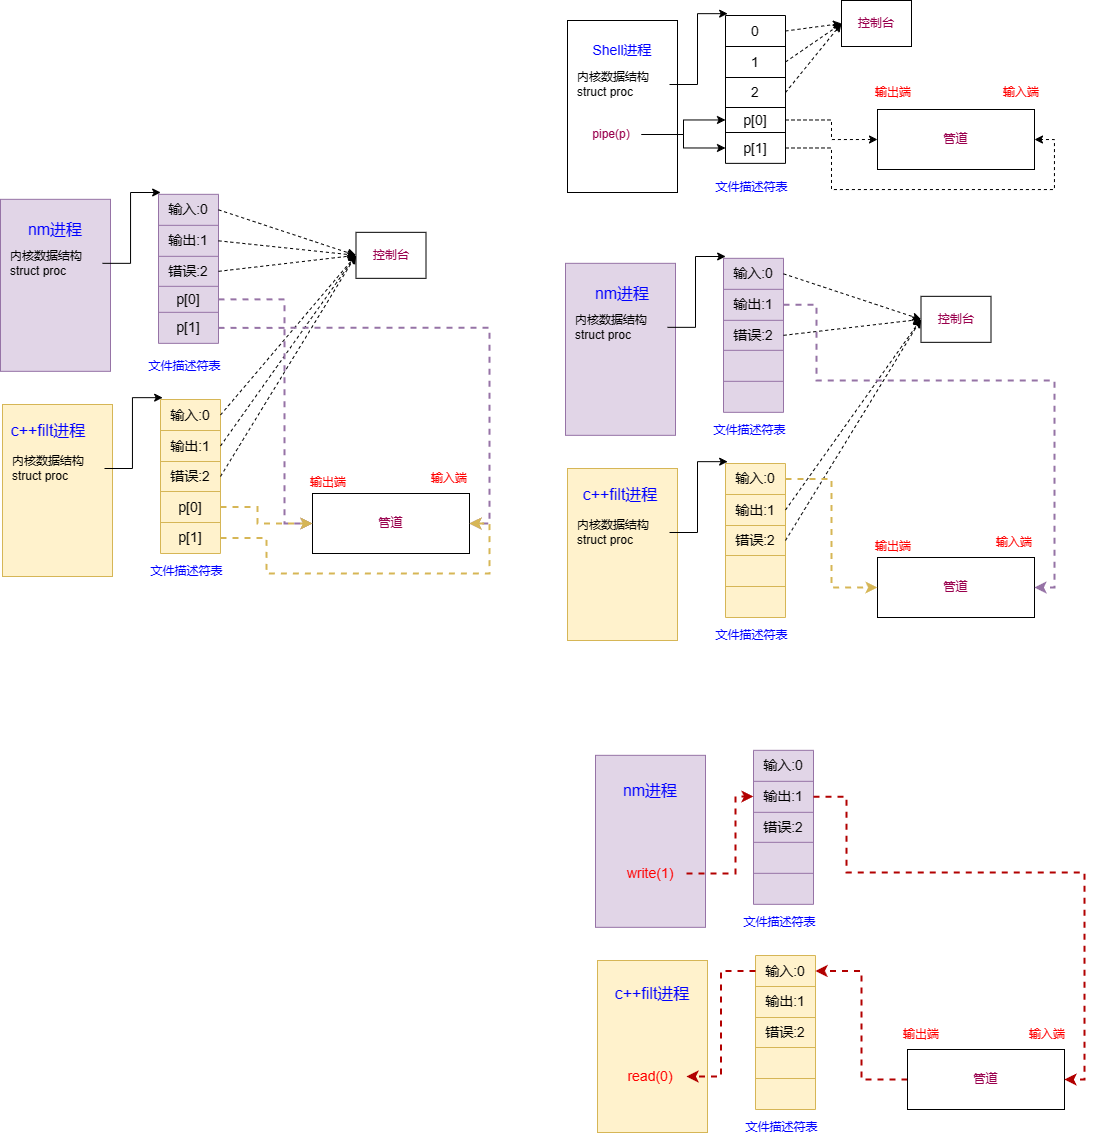 Shell进程
内核数据结构
struct proc
pipe(p)
0
1
2
p[0]
p[1]
文件描述符表
控制台
输出端
输入端
管道
nm进程
内核数据结构
struct proc
输入:0
输出:1
错误:2
p[0]
p[1]
文件描述符表
控制台
c++filt进程
内核数据结构
struct proc
输入:0
输出:1
错误:2
p[0]
p[1]
文件描述符表
输出端
输入端
管道
nm进程
内核数据结构
struct proc
输入:0
输出:1
错误:2
文件描述符表
控制台
c++filt进程
内核数据结构
struct proc
输入:0
输出:1
错误:2
文件描述符表
输出端
输入端
管道
nm进程
write(1)
输入:0
输出:1
错误:2
文件描述符表
c++filt进程
read(0)
输入:0
输出:1
错误:2
文件描述符表
输出端
输入端
管道